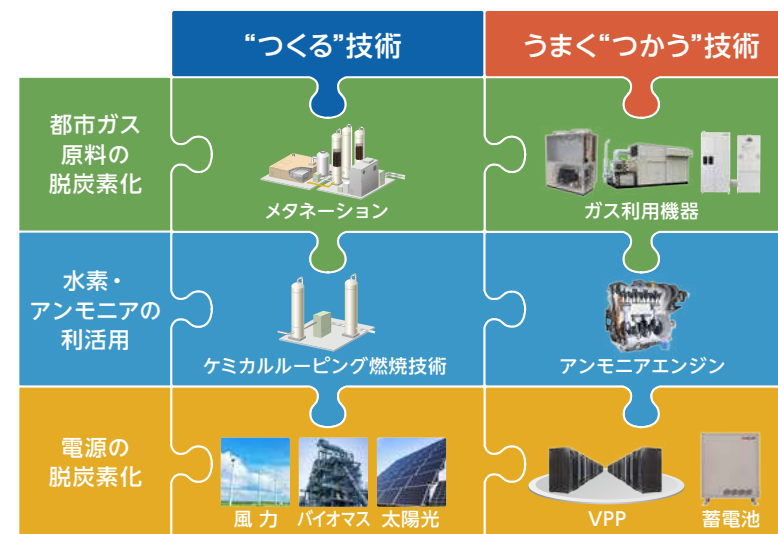 “つくる”技術
うまく“つかう”技術
都市ガス
原料の
脱炭素化
メタネーション
ガス利用機器
水素・
アンモニアの
利活用
ケミカルルーピング燃焼技術
アンモニアエンジン
電源の
脱炭素化
風力
バイオマス
太陽光
VPP
蓄電池